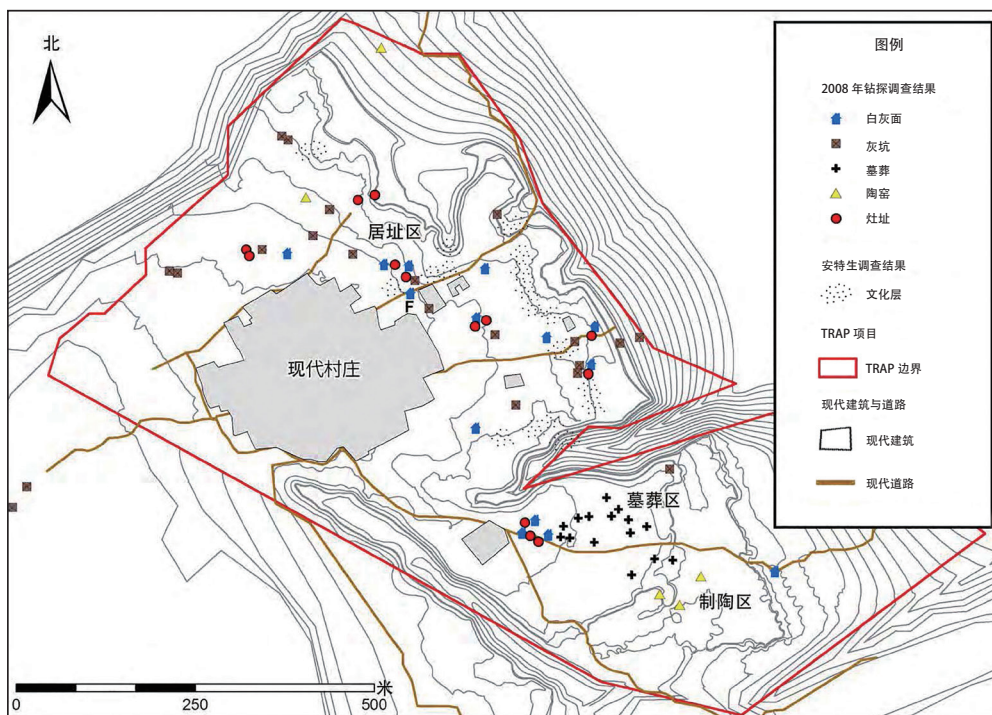 北
居址区
F
现代村庄
墓葬区
制陶区
米
0
250
500
图例
2008 年钻探调查结果
白灰面
灰坑
墓葬
陶窑
灶址
安特生调查结果
文化层
TRAP 项目
TRAP 边界
现代建筑与道路
现代建筑
现代道路